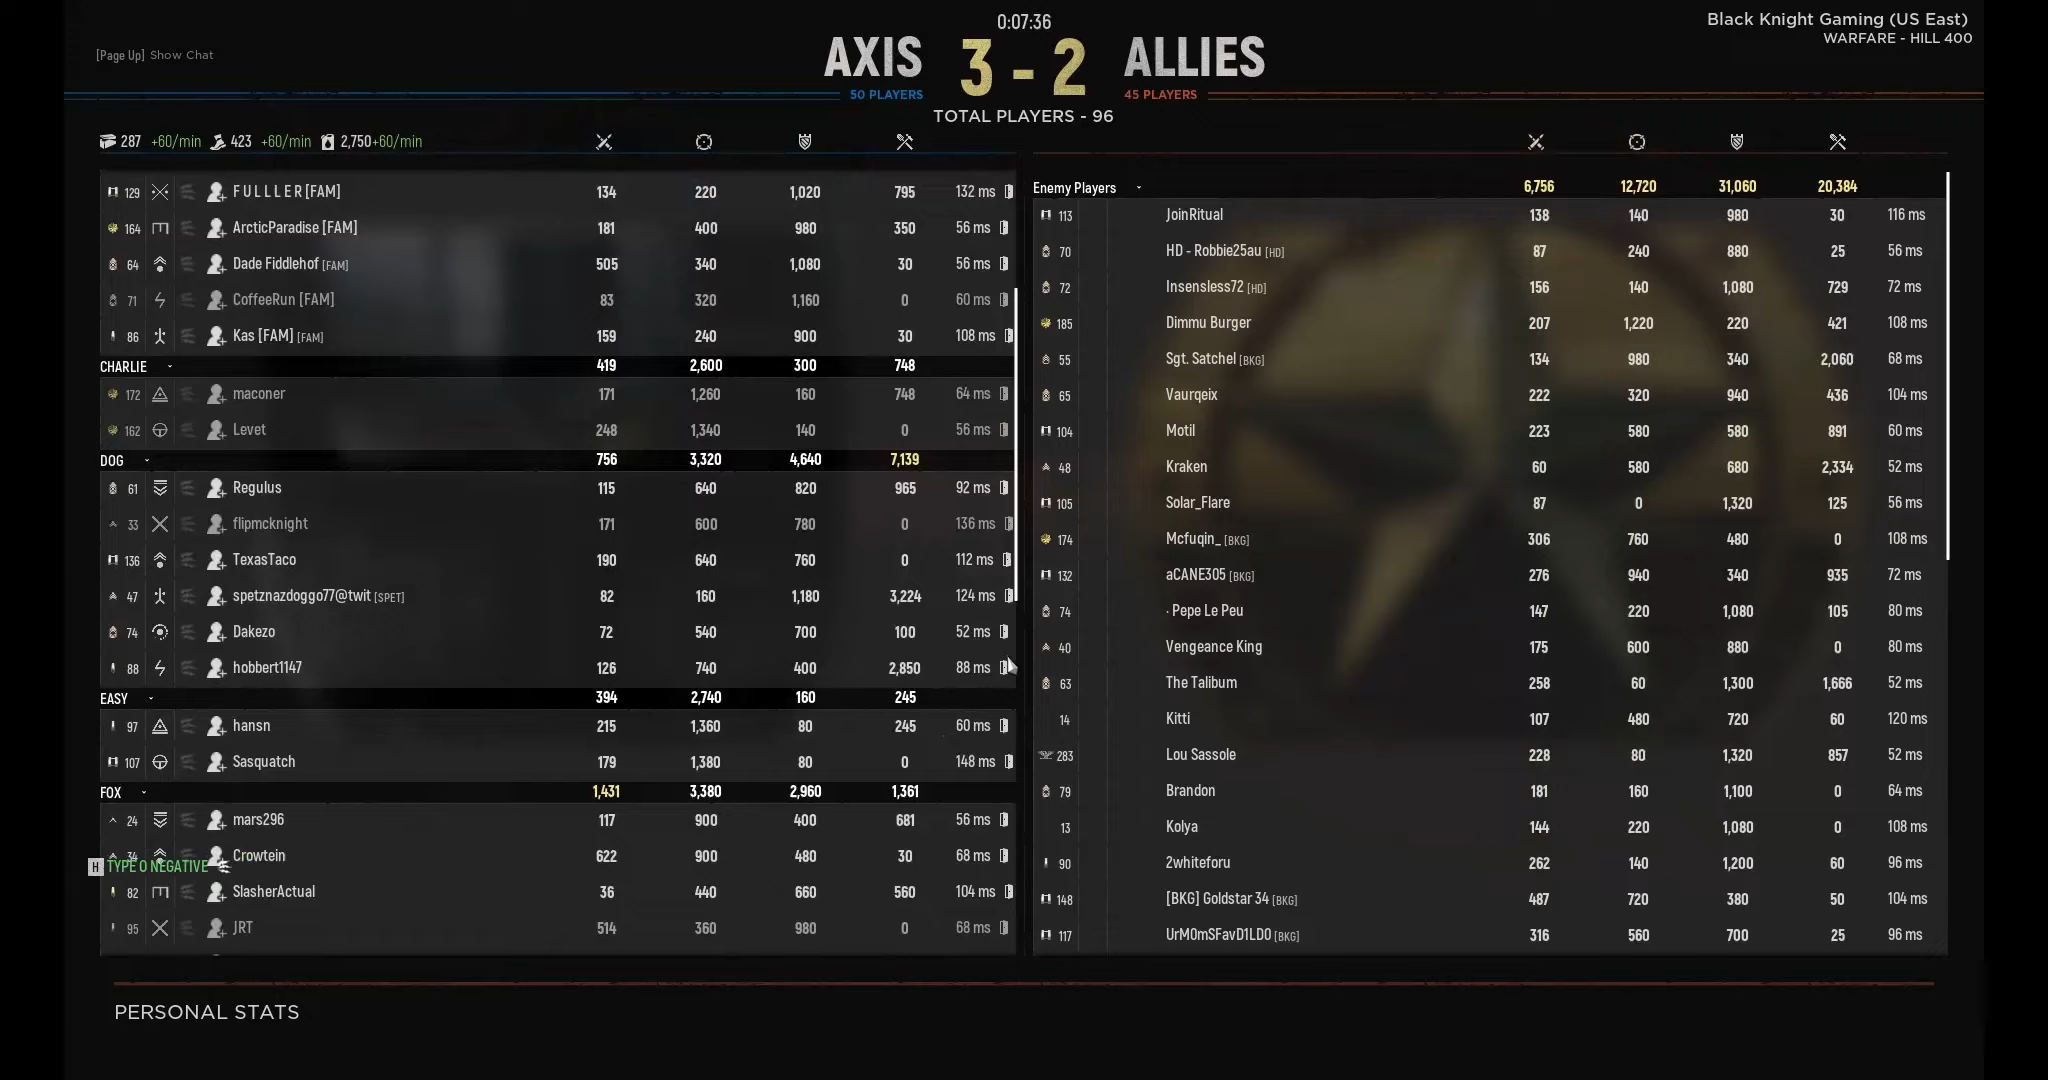 [Page Up] Show Chat
0:07:36
AXIS 3 - 2 ALLIES
50 PLAYERS 45 PLAYERS
TOTAL PLAYERS - 96
Black Knight Gaming (US East)
WARFARE - HILL 400
287 +60/min 423 +60/min 2,750+60/min
129 F U L L L E R [FAM] 134 220 1,020 795 132 ms
164 ArcticParadise [FAM] 181 400 980 350 56 ms
64 Dade Fiddlehof [FAM] 505 340 1,080 30 56 ms
71 CoffeeRun [FAM] 83 320 1,160 0 60 ms
86 Kas [FAM] [FAM] 159 240 900 30 108 ms
CHARLIE 419 2,600 300 748
172 maconer 171 1,260 160 748 64 ms
162 Levet 248 1,340 140 0 56 ms
DOG 756 3,320 4,640 7,139
61 Regulus 115 640 820 965 92 ms
33 flipmcknight 171 600 780 0 136 ms
136 TexasTaco 190 640 760 0 112 ms
47 spetznazdoggo77@twit [SPET] 82 160 1,180 3,224 124 ms
74 Dakezo 72 540 700 100 52 ms
88 hobbert1147 126 740 400 2,850 88 ms
EASY 394 2,740 160 245
97 hansn 215 1,360 80 245 60 ms
107 Sasquatch 179 1,380 80 0 148 ms
FOX 1,431 3,380 2,960 1,361
24 mars296 117 900 400 681 56 ms
34 Crowtein 622 900 480 30 68 ms
H TYPE O NEGATIVE
82 SlasherActual 36 440 660 560 104 ms
95 JRT 514 360 980 0 68 ms
Enemy Players 6,756 12,720 31,060 20,384
113 JoinRitual 138 140 980 30 116 ms
70 HD - Robbie25au [HD] 87 240 880 25 56 ms
72 Insensless72 [HD] 156 140 1,080 729 72 ms
185 Dimmu Burger 207 1,220 220 421 108 ms
55 Sgt. Satchel [BKG] 134 980 340 2,060 68 ms
65 Vaurqeix 222 320 940 436 104 ms
104 Motil 223 580 580 891 60 ms
48 Kraken 60 580 680 2,334 52 ms
105 Solar_Flare 87 0 1,320 125 56 ms
174 Mcfuqin_ [BKG] 306 760 480 0 108 ms
132 aCANE305 [BKG] 276 940 340 935 72 ms
74 · Pepe Le Peu 147 220 1,080 105 80 ms
40 Vengeance King 175 600 880 0 80 ms
63 The Talibum 258 60 1,300 1,666 52 ms
14 Kitti 107 480 720 60 120 ms
283 Lou Sassole 228 80 1,320 857 52 ms
79 Brandon 181 160 1,100 0 64 ms
13 Kolya 144 220 1,080 0 108 ms
90 2whiteforu 262 140 1,200 60 96 ms
148 [BKG] Goldstar 34 [BKG] 487 720 380 50 104 ms
117 UrM0mSFavD1LD0 [BKG] 316 560 700 25 96 ms
PERSONAL STATS